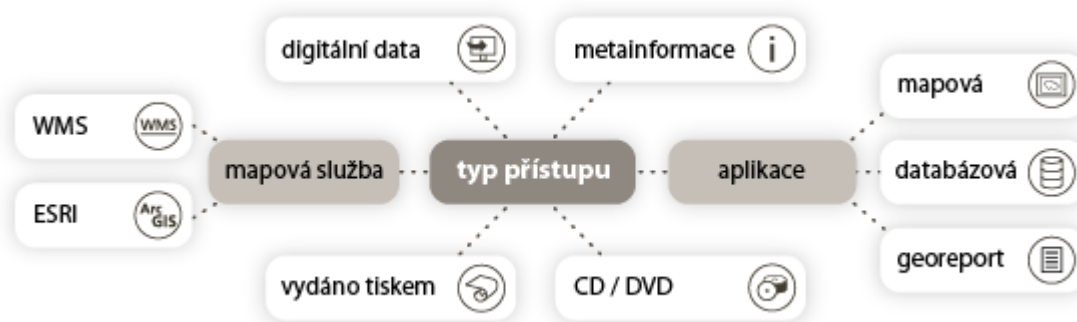 digitální data
metainformace
mapová
WMS
WMS
mapová služba
typ přístupu
aplikace
databázová
ESRI
Arc
GIS
georeport
vydáno tiskem
CD / DVD